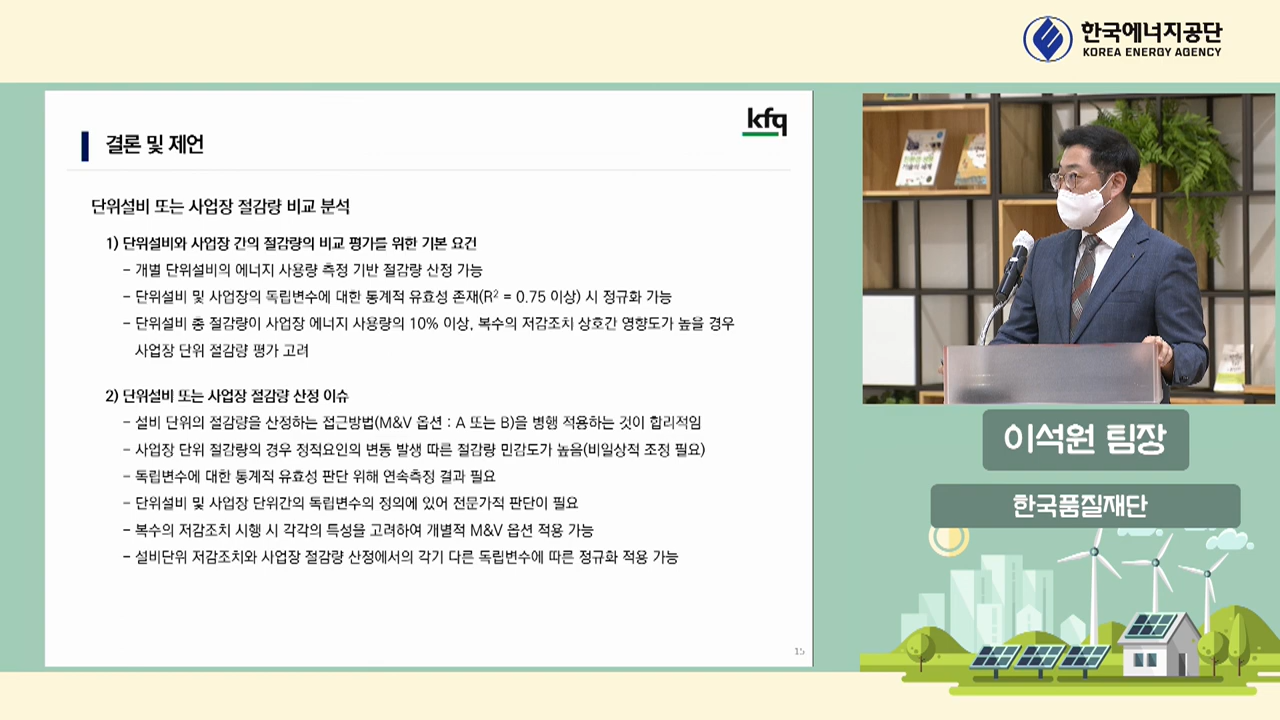 한국에너지공단
KOREA ENERGY AGENCY
kfq
결론 및 제언
단위설비 또는 사업장 절감량 비교 분석
1) 단위설비와 사업장 간의 절감량의 비교 평가를 위한 기본 요건
– 개별 단위설비의 에너지 사용량 측정 기반 절감량 산정 가능
– 단위설비 및 사업장의 독립변수에 대한 통계적 유효성 존재(R² = 0.75 이상) 시 정규화 가능
– 단위설비 총 절감량이 사업장 에너지 사용량의 10% 이상, 복수의 저감조치 상호간 영향도가 높을 경우
사업장 단위 절감량 평가 고려
2) 단위설비 또는 사업장 절감량 산정 이슈
– 설비 단위의 절감량을 산정하는 접근방법(M&V 옵션 : A 또는 B)을 병행 적용하는 것이 합리적임
– 사업장 단위 절감량의 경우 정적요인의 변동 발생 따른 절감량 민감도가 높음(비일상적 조정 필요)
– 독립변수에 대한 통계적 유효성 판단 위해 연속측정 결과 필요
– 단위설비 및 사업장 단위간의 독립변수의 정의에 있어 전문가적 판단이 필요
– 복수의 저감조치 시행 시 각각의 특성을 고려하여 개별적 M&V 옵션 적용 가능
– 설비단위 저감조치와 사업장 절감량 산정에서의 각기 다른 독립변수에 따른 정규화 적용 가능
15
이석원 팀장
한국품질재단